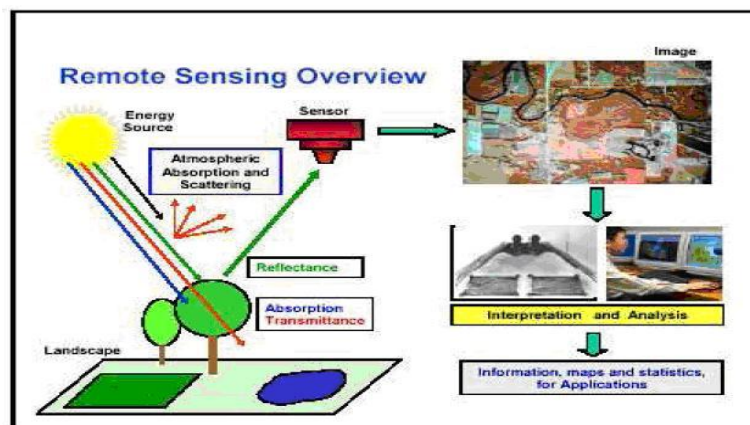 Remote Sensing Overview
Energy
Source
Sensor
Image
Atmospheric
Absorption and
Scattering
Reflectance
Absorption
Transmittance
Landscape
Interpretation and Analysis
Information, maps and statistics,
for Applications